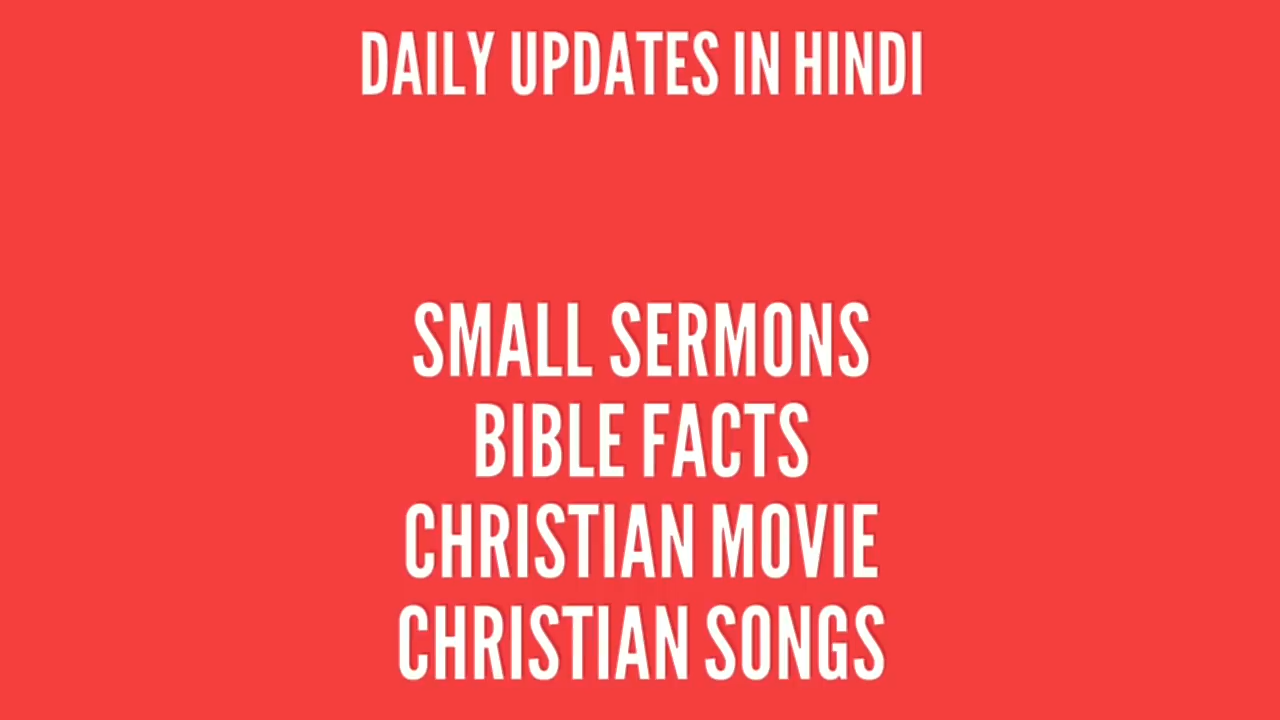 DAILY UPDATES IN HINDI
SMALL SERMONS
BIBLE FACTS
CHRISTIAN MOVIE
CHRISTIAN SONGS